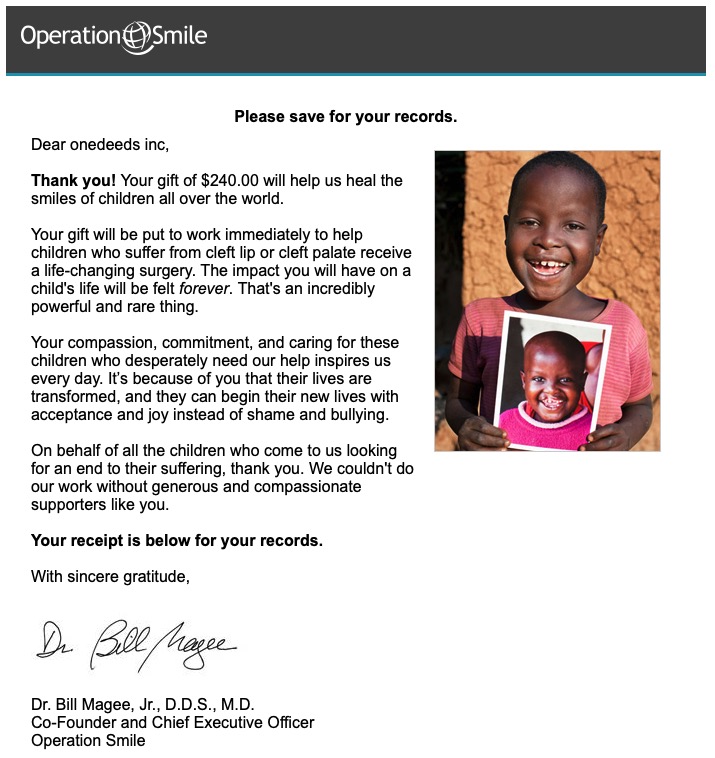 Operation Smile
Please save for your records.
Dear onedeeds inc,
Thank you! Your gift of $240.00 will help us heal the
smiles of children all over the world.
Your gift will be put to work immediately to help
children who suffer from cleft lip or cleft palate receive
a life-changing surgery. The impact you will have on a
child's life will be felt forever. That's an incredibly
powerful and rare thing.
Your compassion, commitment, and caring for these
children who desperately need our help inspires us
every day. It’s because of you that their lives are
transformed, and they can begin their new lives with
acceptance and joy instead of shame and bullying.
On behalf of all the children who come to us looking
for an end to their suffering, thank you. We couldn't do
our work without generous and compassionate
supporters like you.
Your receipt is below for your records.
With sincere gratitude,
Dr. Bill Magee
Dr. Bill Magee, Jr., D.D.S., M.D.
Co-Founder and Chief Executive Officer
Operation Smile